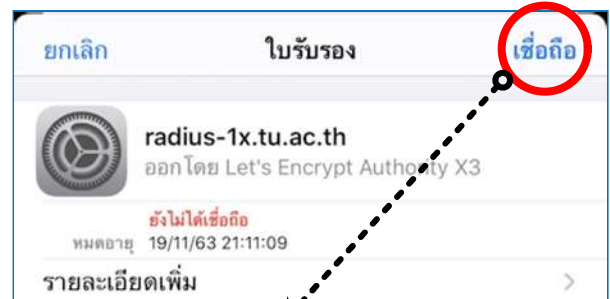 ยกเลิก ใบรับรอง เชื่อถือ
radius-1x.tu.ac.th
ออกโดย Let's Encrypt Authority X3
ยังไม่ได้เชื่อถือ
หมดอายุ 19/11/63 21:11:09
รายละเอียดเพิ่ม